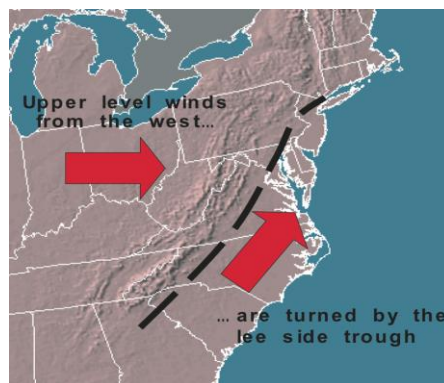 Upper level winds
from the west...
... are turned by the
lee side trough